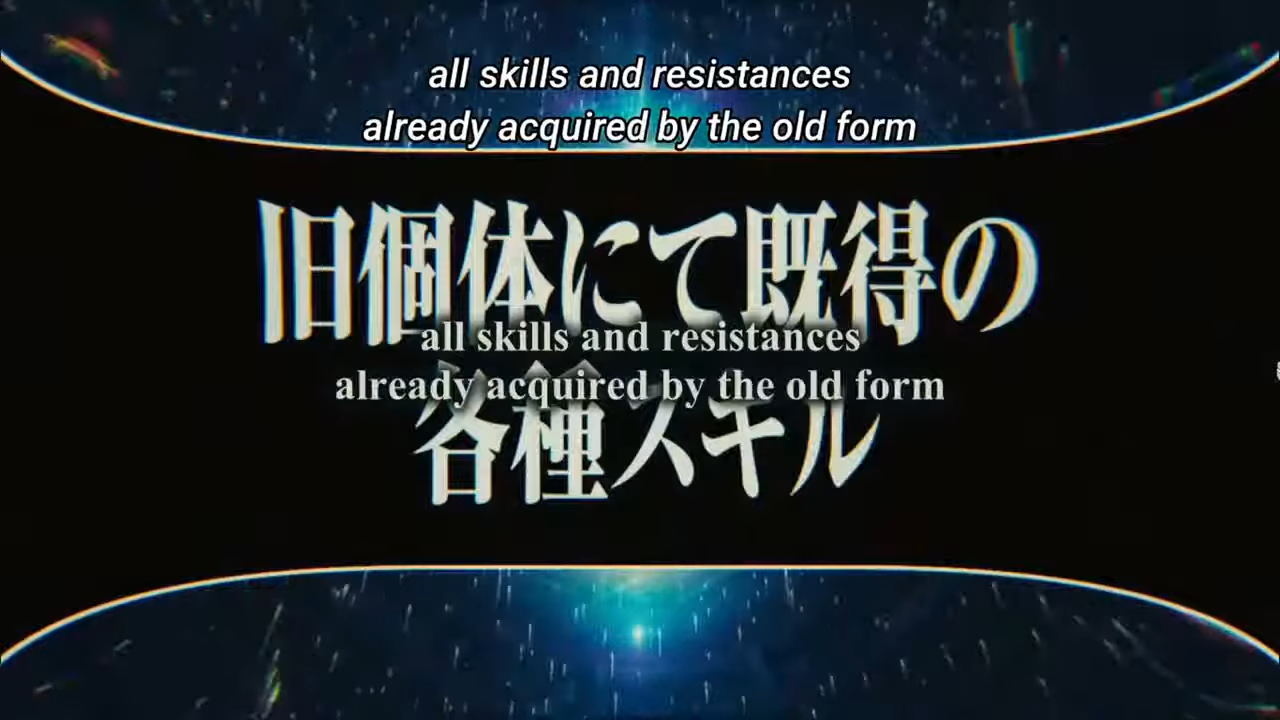 all skills and resistances
already acquired by the old form
旧個体にて既得の
all skills and resistances
already acquired by the old form
各種スキル